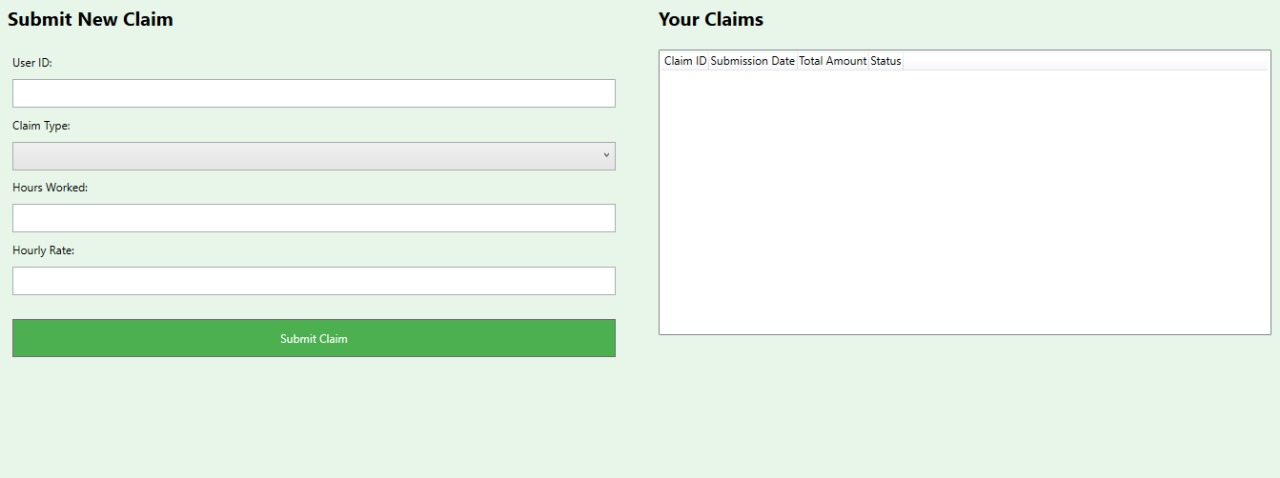 Submit New Claim
User ID:
Claim Type:
Hours Worked:
Hourly Rate:
Submit Claim
Your Claims
Claim ID Submission Date Total Amount Status